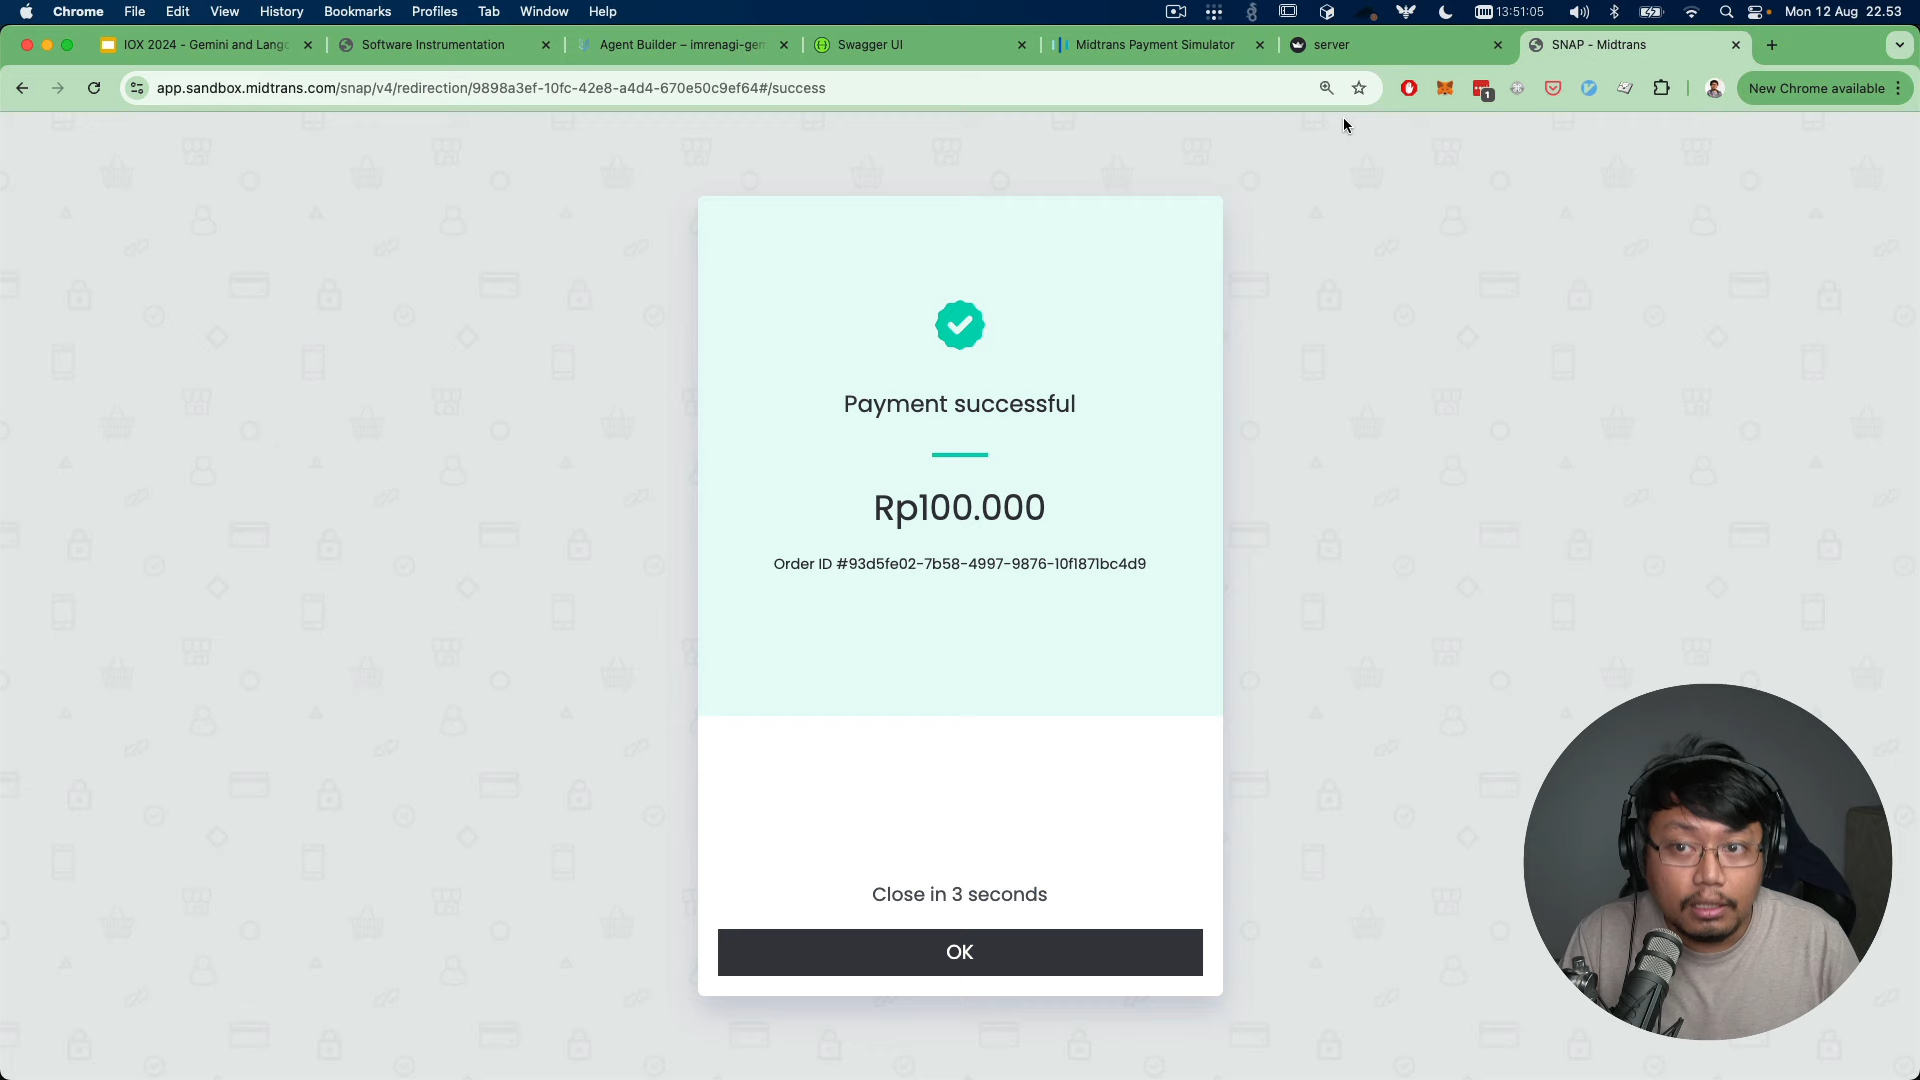 Chrome File Edit View History Bookmarks Profiles Tab Window Help 13:51:05 Mon 12 Aug 22.53
IOX 2024 - Gemini and Lang Software Instrumentation Agent Builder – imrenagi-gem Swagger UI Midtrans Payment Simulator server SNAP - Midtrans
app.sandbox.midtrans.com/snap/v4/redirection/9898a3ef-10fc-42e8-a4d4-670e50c9ef64#/success 1 New Chrome available
Payment successful
Rp100.000
Order ID #93d5fe02-7b58-4997-9876-10f1871bc4d9
Close in 3 seconds
OK